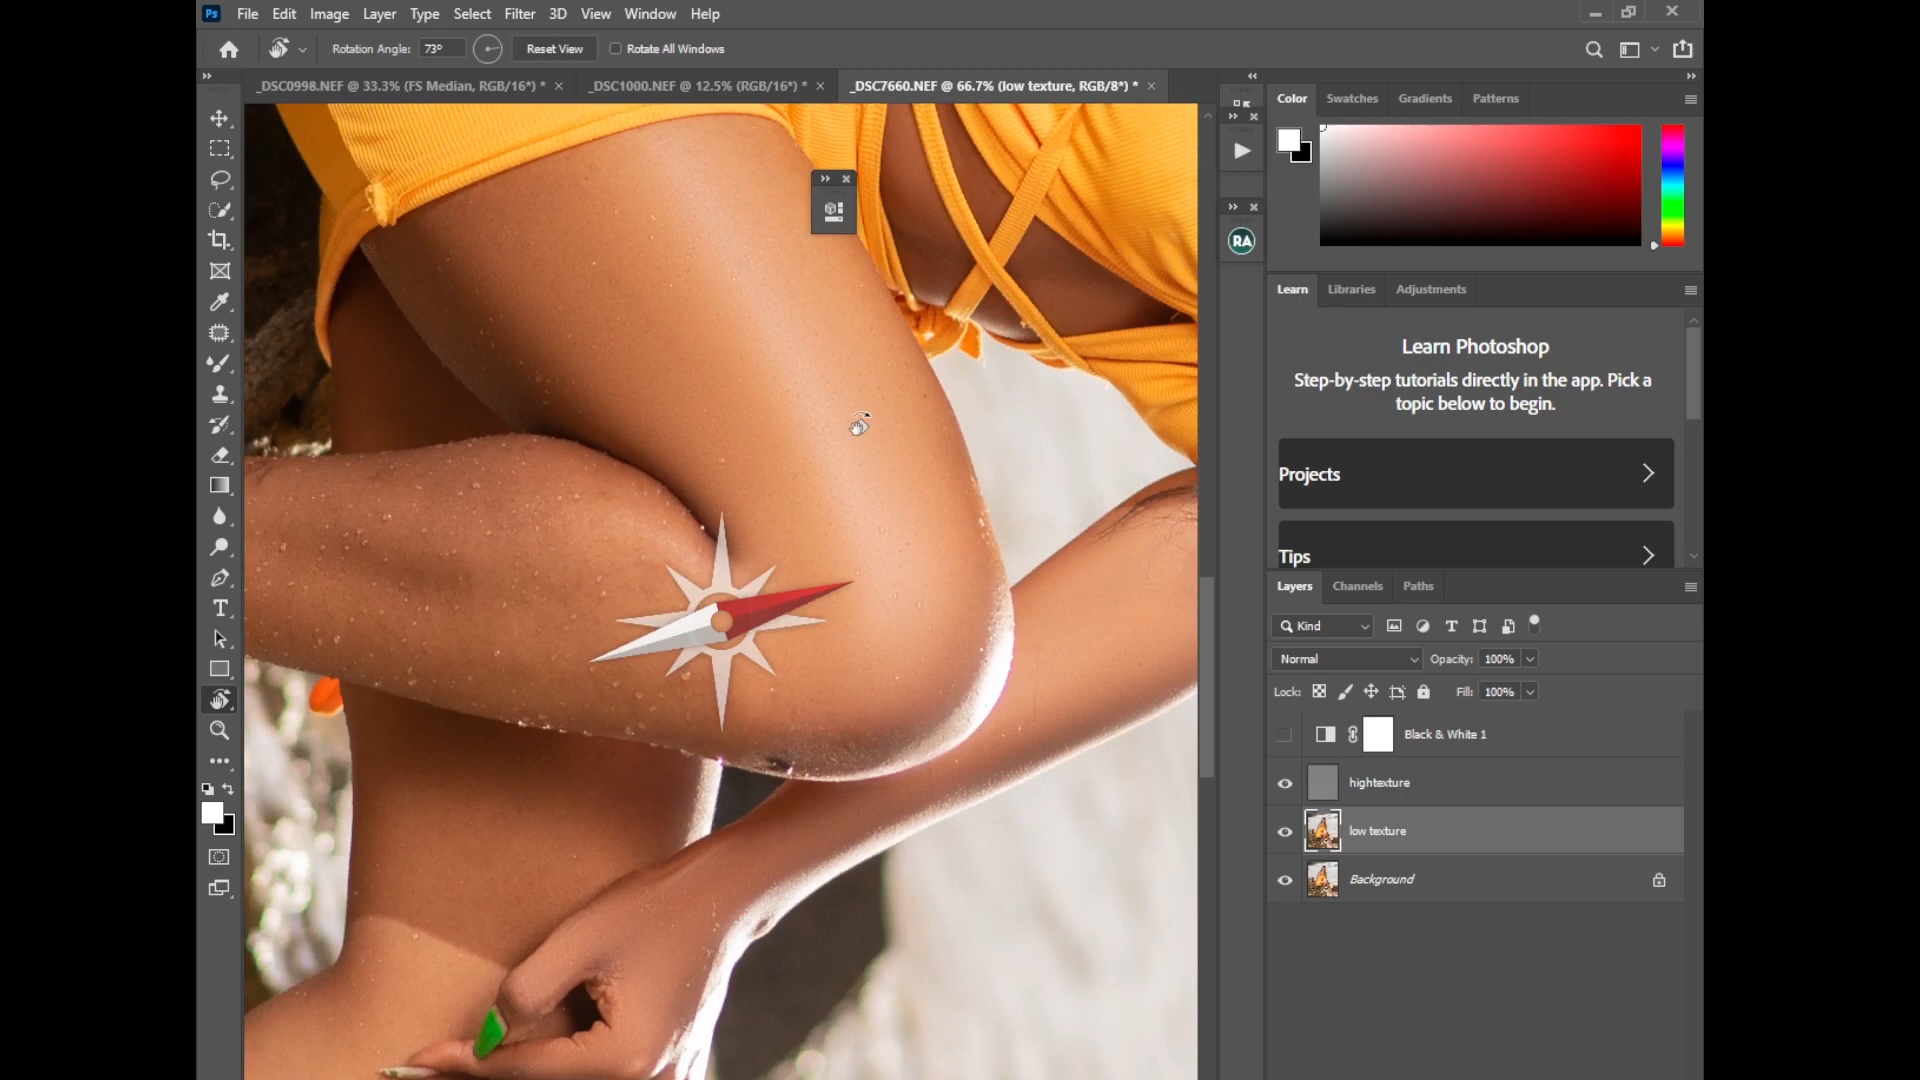 Ps File Edit Image Layer Type Select Filter 3D View Window Help
Rotation Angle: 73° Reset View Rotate All Windows
_DSC0998.NEF @ 33.3% (FS Median, RGB/16*) * × _DSC1000.NEF @ 12.5% (RGB/16*) * × _DSC7660.NEF @ 66.7% (low texture, RGB/8*) * ×
Color Swatches Gradients Patterns
RA
Learn Libraries Adjustments
Learn Photoshop
Step-by-step tutorials directly in the app. Pick a
topic below to begin.
Projects
Tips
Layers Channels Paths
Kind
Normal Opacity: 100%
Lock: Fill: 100%
Black & White 1
hightexture
low texture
Background